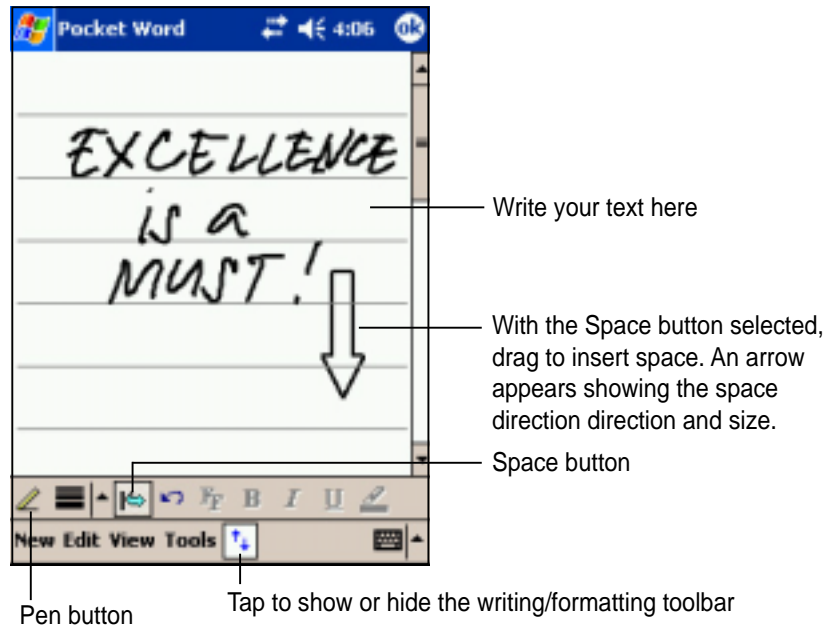 Pocket Word 4:06 ok
EXCELLENCE
is a
MUST!
Write your text here
With the Space button selected,
drag to insert space. An arrow
appears showing the space
direction direction and size.
Space button
B I U
New Edit View Tools
Pen button
Tap to show or hide the writing/formatting toolbar